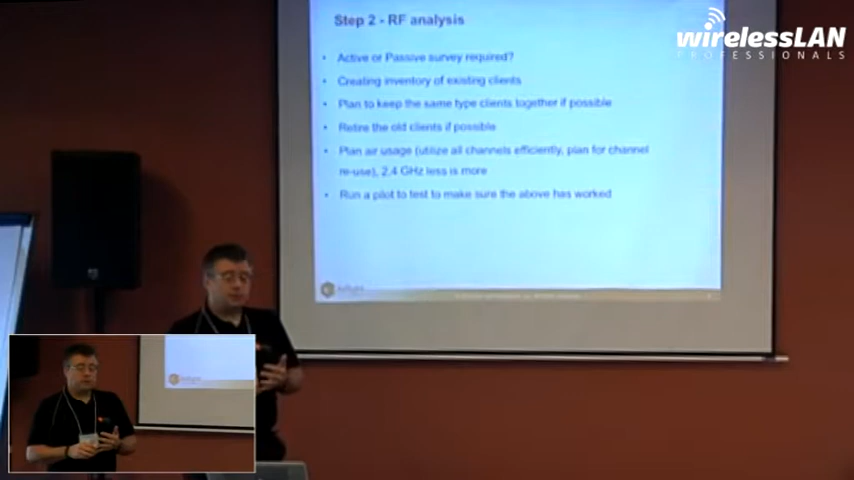 Step 2 - RF analysis
wirelessLAN
PROFESSIONALS
• Active or Passive survey required?
• Creating inventory of existing clients
• Plan to keep the same type clients together if possible
• Retire the old clients if possible
• Plan air usage (utilize all channels efficiently, plan for channel
re-use), 2.4 GHz less is more
• Run a pilot to test to make sure the above has worked